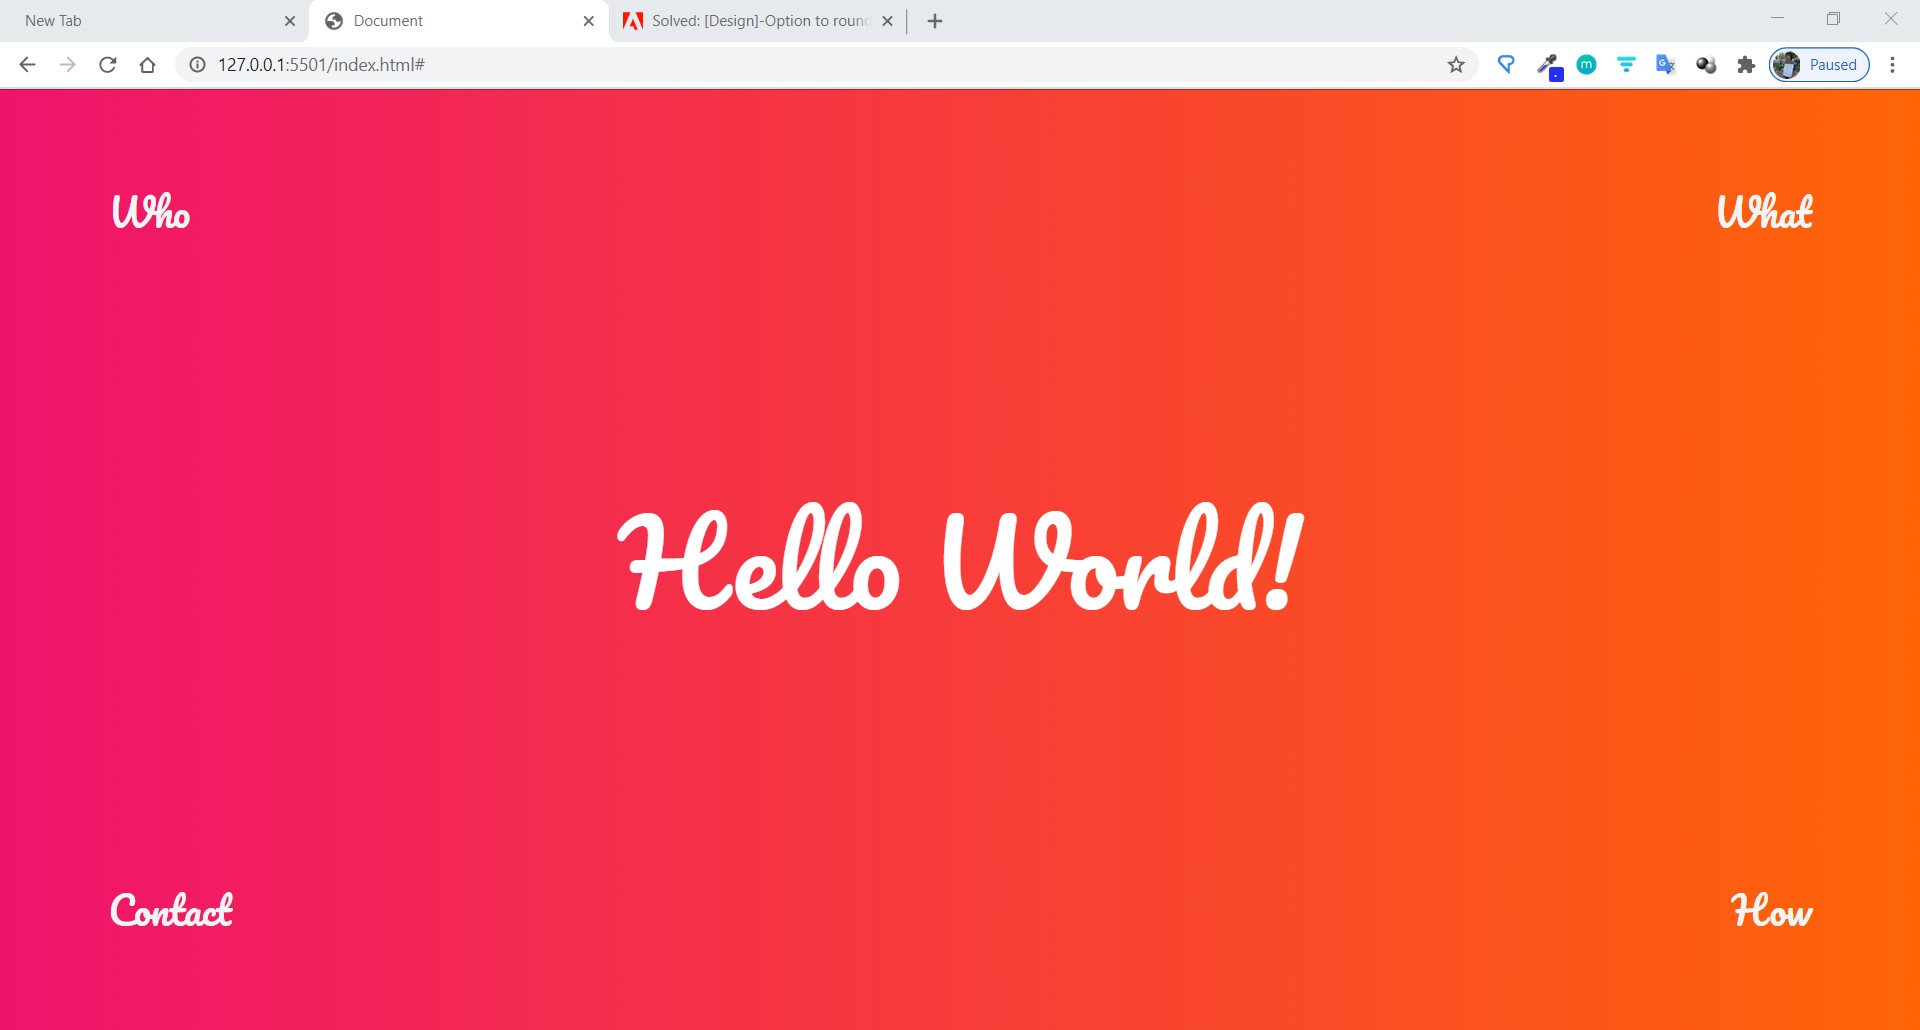 New Tab
Document
Solved: [Design]-Option to roun
127.0.0.1:5501/index.html#
Paused
Who
What
Hello World!
Contact
How